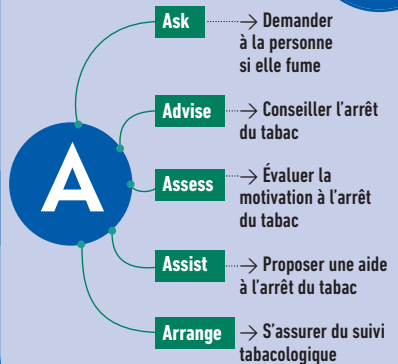 Ask → Demander
à la personne
si elle fume
Advise → Conseiller l’arrêt
du tabac
A
Assess → Évaluer la
motivation à l’arrêt
du tabac
Assist → Proposer une aide
à l’arrêt du tabac
Arrange → S’assurer du suivi
tabacologique